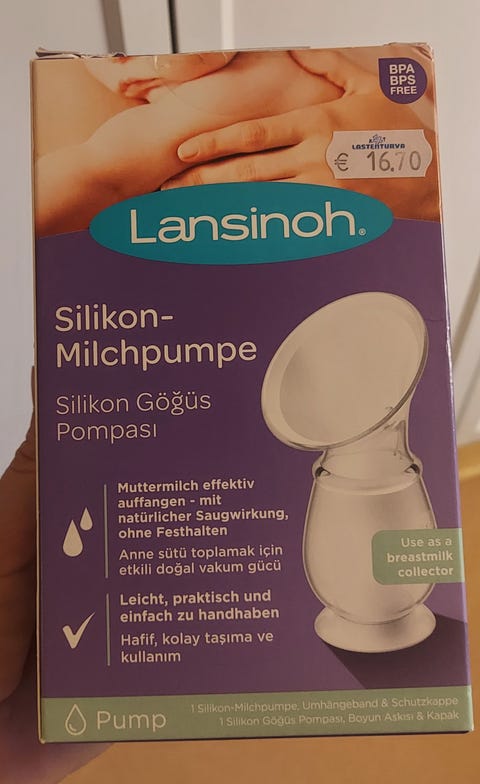 BPA
BPS
FREE
LASTENTURVA
€ 16.70
Lansinoh®
Silikon-
Milchpumpe
Silikon Göğüs
Pompası
Muttermilch effektiv
auffangen - mit
natürlicher Saugwirkung,
ohne Festhalten
Anne sütü toplamak için
etkili doğal vakum gücü
Use as a
breastmilk
collector
Leicht, praktisch und
einfach zu handhaben
Hafif, kolay taşıma ve
kullanım
Pump
1 Silikon-Milchpumpe, Umhängeband & Schutzkappe
1 Silikon Göğüs Pompası, Boyun Askısı & Kapak